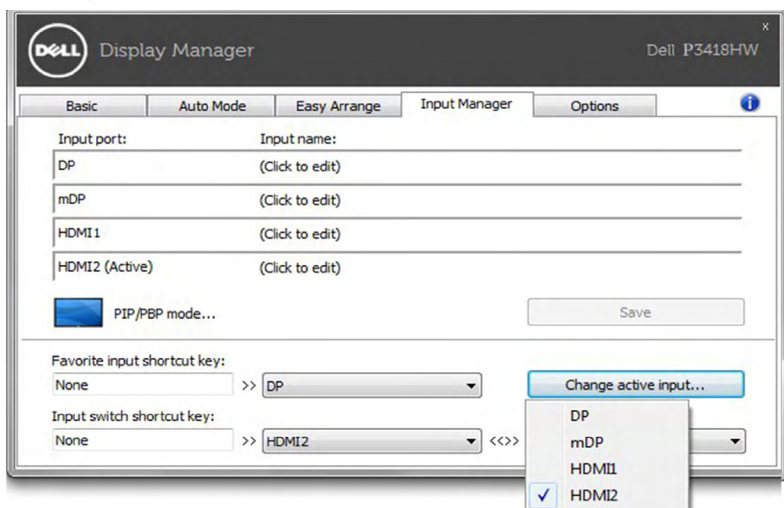 DELL Display Manager Dell P3418HW x
Basic Auto Mode Easy Arrange Input Manager Options i
Input port: Input name:
DP (Click to edit)
mDP (Click to edit)
HDMI1 (Click to edit)
HDMI2 (Active) (Click to edit)
PIP/PBP mode... Save
Favorite input shortcut key:
None >> DP Change active input...
Input switch shortcut key:
None >> HDMI2 <<>>
DP
mDP
HDMI1
HDMI2